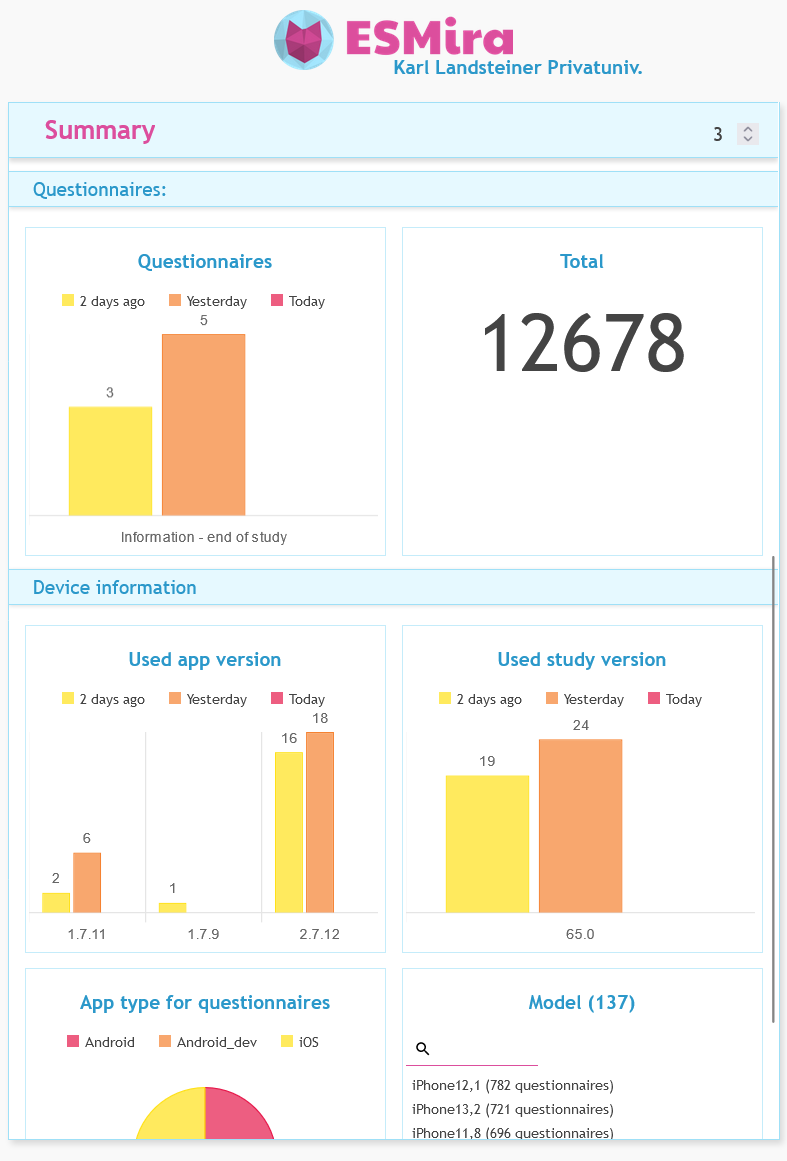 ESMira
Karl Landsteiner Privatuniv.
Summary
3
Questionnaires:
Questionnaires
2 days ago Yesterday Today
5
3
Information - end of study
Total
12678
Device information
Used app version
2 days ago Yesterday Today
18
16
6
2
1
1.7.11 1.7.9 2.7.12
Used study version
2 days ago Yesterday Today
24
19
65.0
App type for questionnaires
Android Android_dev iOS
Model (137)
iPhone12,1 (782 questionnaires)
iPhone13,2 (721 questionnaires)
iPhone11,8 (696 questionnaires)